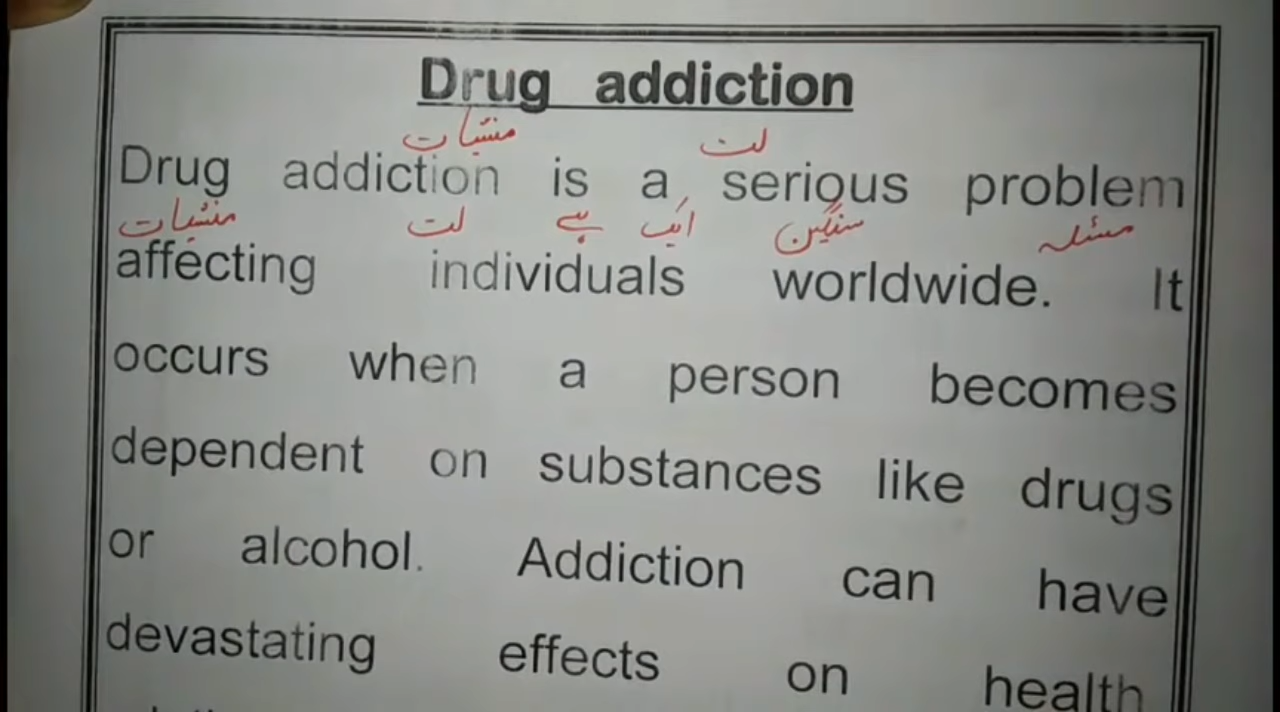 Drug addiction
منشیات لت
Drug addiction is a serious problem
منشیات لت ہے ایک سنگین مسئلہ
affecting individuals worldwide. It
occurs when a person becomes
dependent on substances like drugs
or alcohol. Addiction can have
devastating effects on health